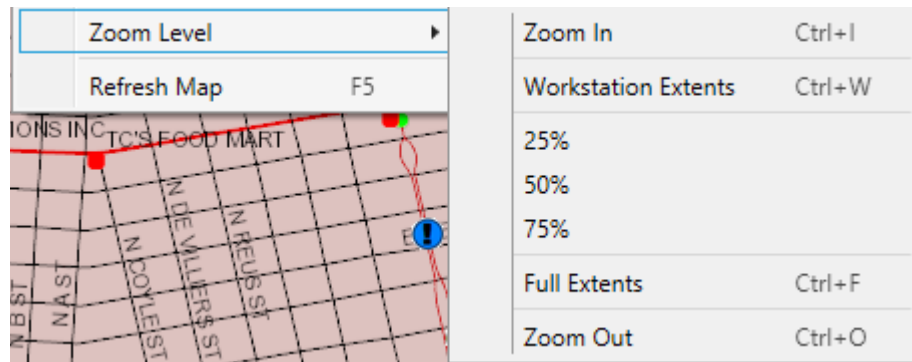 Zoom Level
Refresh Map F5
Zoom In Ctrl+I
Workstation Extents Ctrl+W
25%
50%
75%
Full Extents Ctrl+F
Zoom Out Ctrl+O
IONS INC
TC'S FOOD MART
N DE VILLIERS ST
N REUS ST
N COYLE ST
N A ST
N B ST